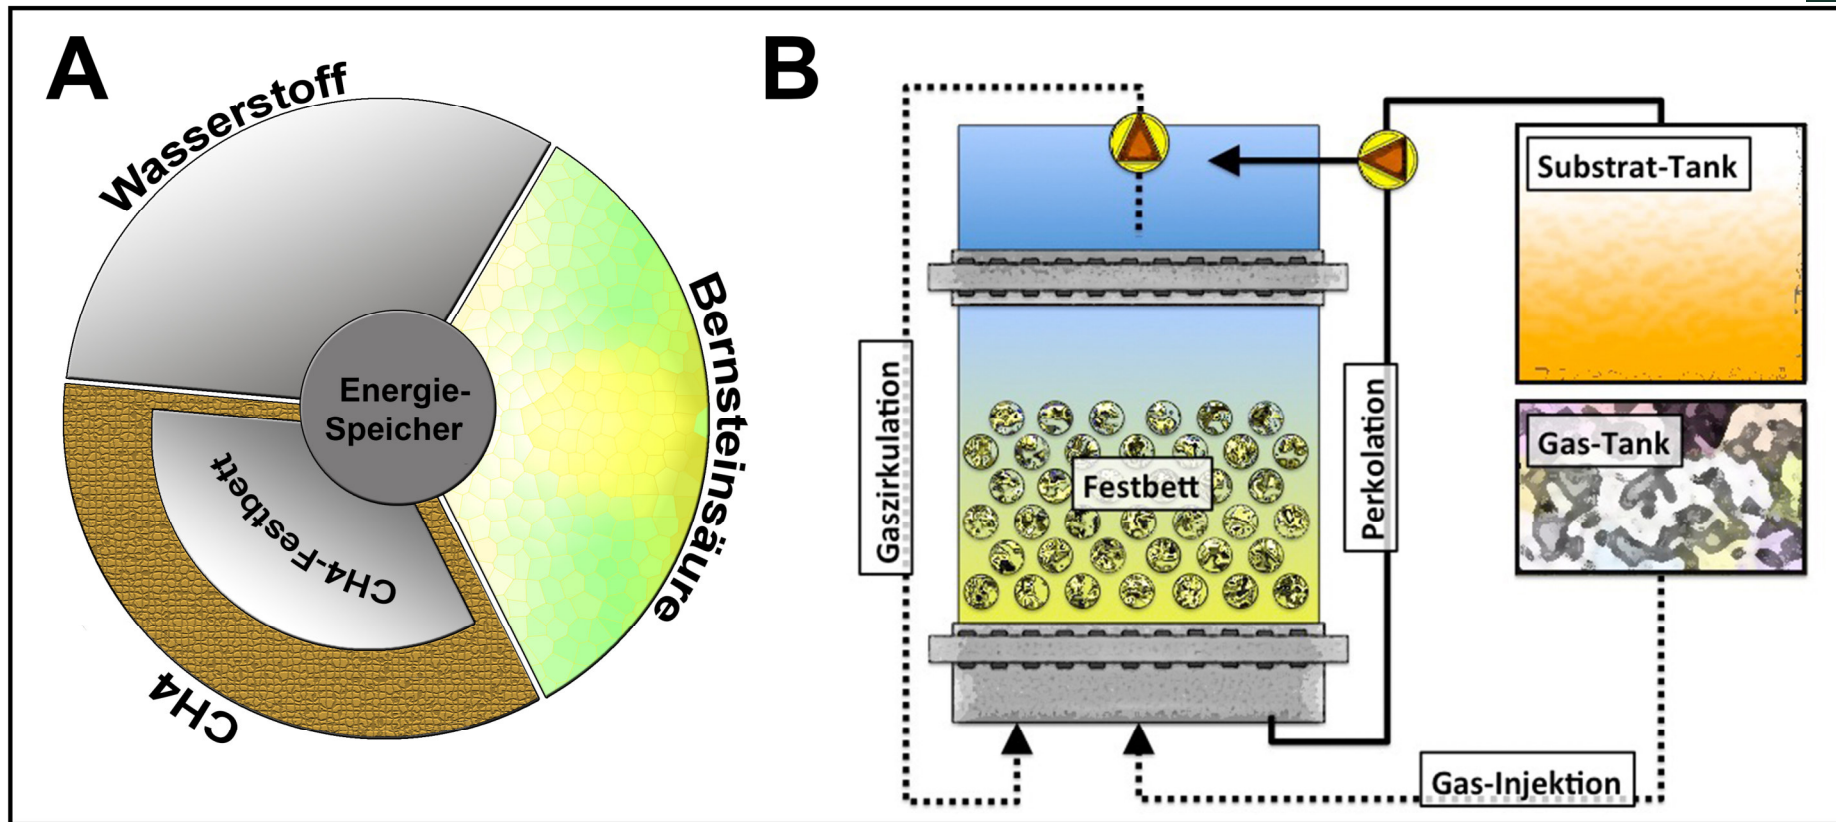 A
Wasserstoff
Energie-
Speicher
Bernsteinsäure
CH4-Festbett
CH4
B
Substrat-Tank
Gas-Tank
Gaszirkulation
Festbett
Perkolation
Gas-Injektion